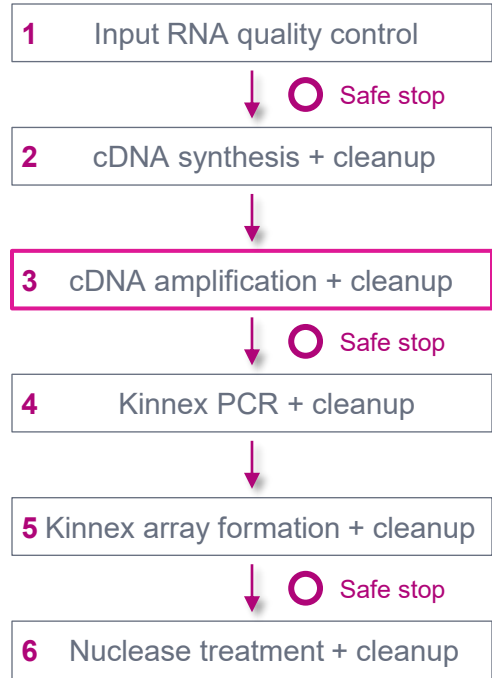 1 Input RNA quality control
Safe stop
2 cDNA synthesis + cleanup
3 cDNA amplification + cleanup
Safe stop
4 Kinnex PCR + cleanup
5 Kinnex array formation + cleanup
Safe stop
6 Nuclease treatment + cleanup